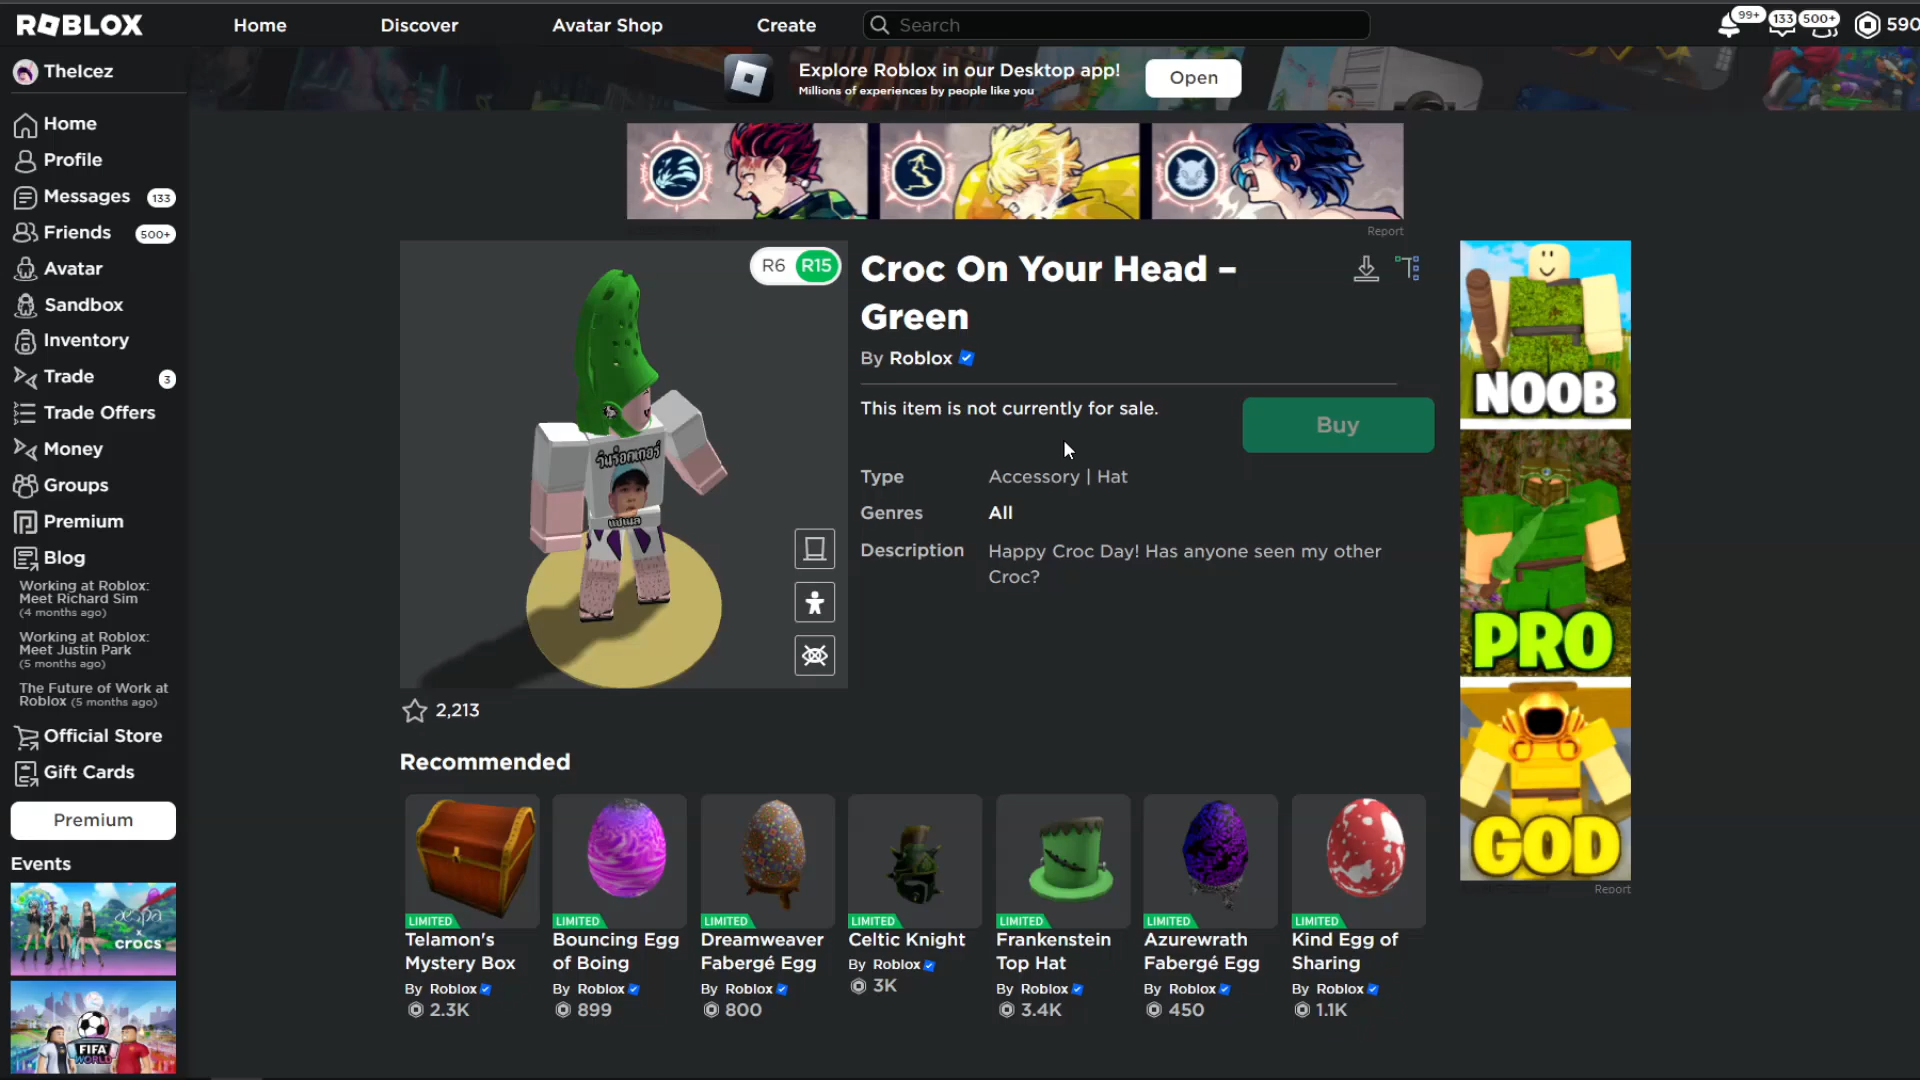 ROBLOX
Home
Discover
Avatar Shop
Create
Search
99+
133
500+
590
TheIcez
Explore Roblox in our Desktop app!
Millions of experiences by people like you
Open
Home
Profile
Messages 133
Friends 500+
Avatar
Sandbox
Inventory
Trade 3
Trade Offers
Money
Groups
Premium
Blog
Working at Roblox:
Meet Richard Sim
(4 months ago)
Working at Roblox:
Meet Justin Park
(5 months ago)
The Future of Work at
Roblox (5 months ago)
Official Store
Gift Cards
Premium
Events
aespa
x
crocs
FIFA
WORLD
Report
R6 R15
Croc On Your Head –
Green
By Roblox
This item is not currently for sale.
Buy
Type Accessory | Hat
Genres All
Description Happy Croc Day! Has anyone seen my other
Croc?
2,213
NOOB
PRO
GOD
Report
Recommended
LIMITED
Telamon's
Mystery Box
By Roblox
2.3K
LIMITED
Bouncing Egg
of Boing
By Roblox
899
LIMITED
Dreamweaver
Fabergé Egg
By Roblox
800
LIMITED
Celtic Knight
By Roblox
3K
LIMITED
Frankenstein
Top Hat
By Roblox
3.4K
LIMITED
Azurewrath
Fabergé Egg
By Roblox
450
LIMITED
Kind Egg of
Sharing
By Roblox
1.1K